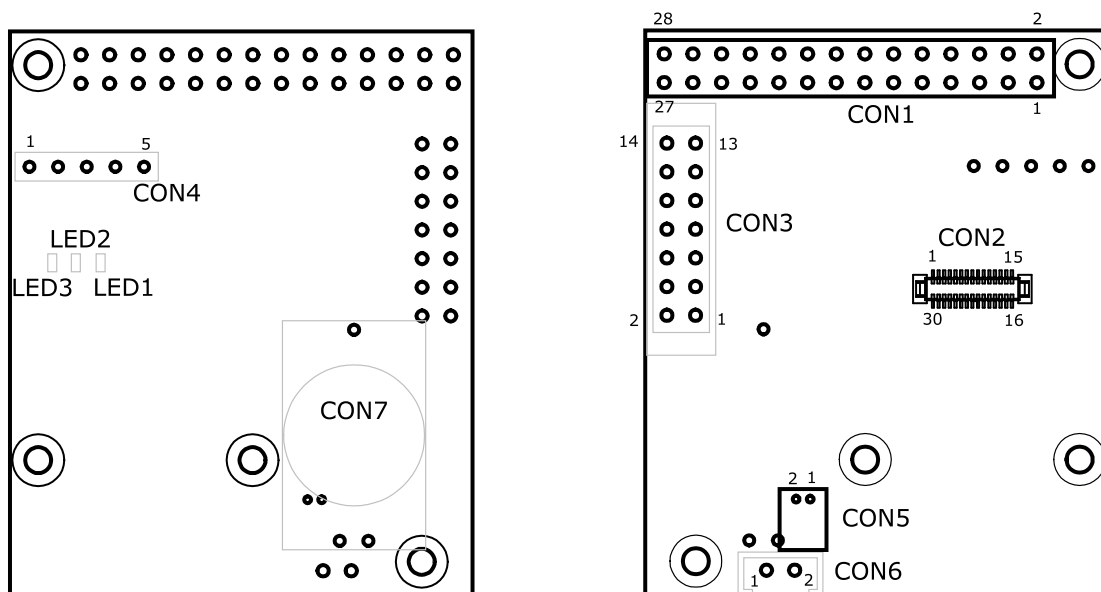 1 5
CON4
LED2
LED3 LED1
CON7
28 2
27 1
CON1
14 13
CON3
2 1
CON2
1 15
30 16
2 1
CON5
CON6
1 2